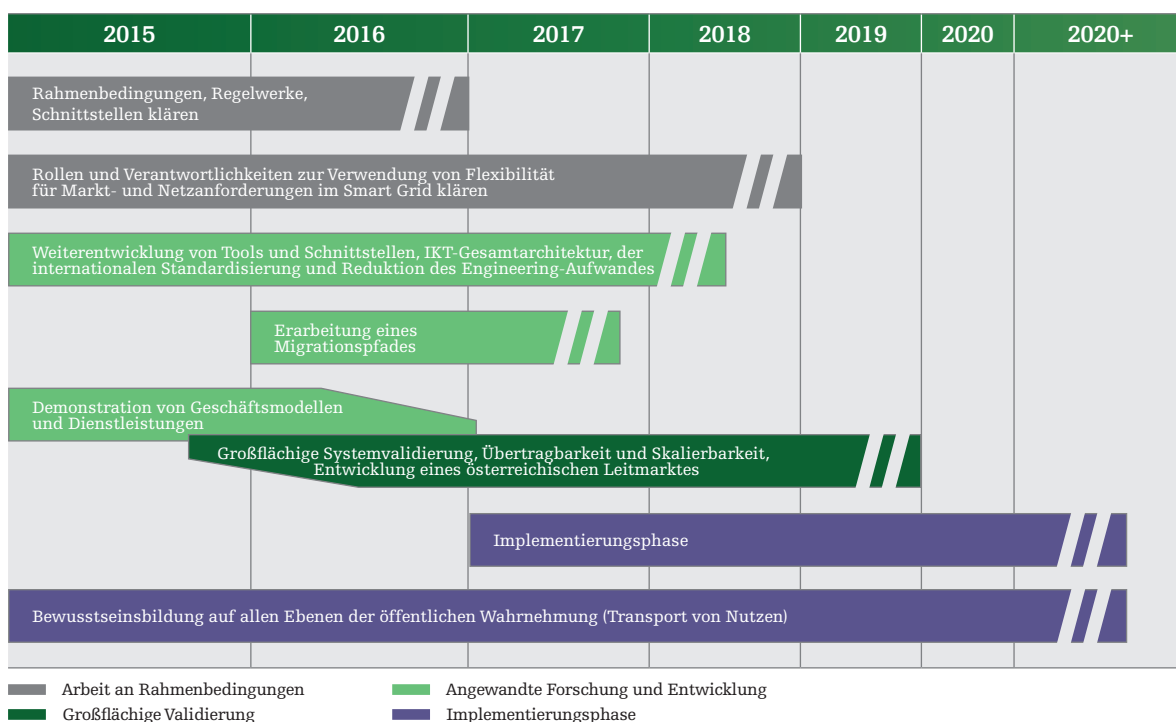 2015 2016 2017 2018 2019 2020 2020+
Rahmenbedingungen, Regelwerke,
Schnittstellen klären
Rollen und Verantwortlichkeiten zur Verwendung von Flexibilität
für Markt- und Netzanforderungen im Smart Grid klären
Weiterentwicklung von Tools und Schnittstellen, IKT-Gesamtarchitektur, der
internationalen Standardisierung und Reduktion des Engineering-Aufwandes
Erarbeitung eines
Migrationspfades
Demonstration von Geschäftsmodellen
und Dienstleistungen
Großflächige Systemvalidierung, Übertragbarkeit und Skalierbarkeit,
Entwicklung eines österreichischen Leitmarktes
Implementierungsphase
Bewusstseinsbildung auf allen Ebenen der öffentlichen Wahrnehmung (Transport von Nutzen)
Arbeit an Rahmenbedingungen
Angewandte Forschung und Entwicklung
Großflächige Validierung
Implementierungsphase